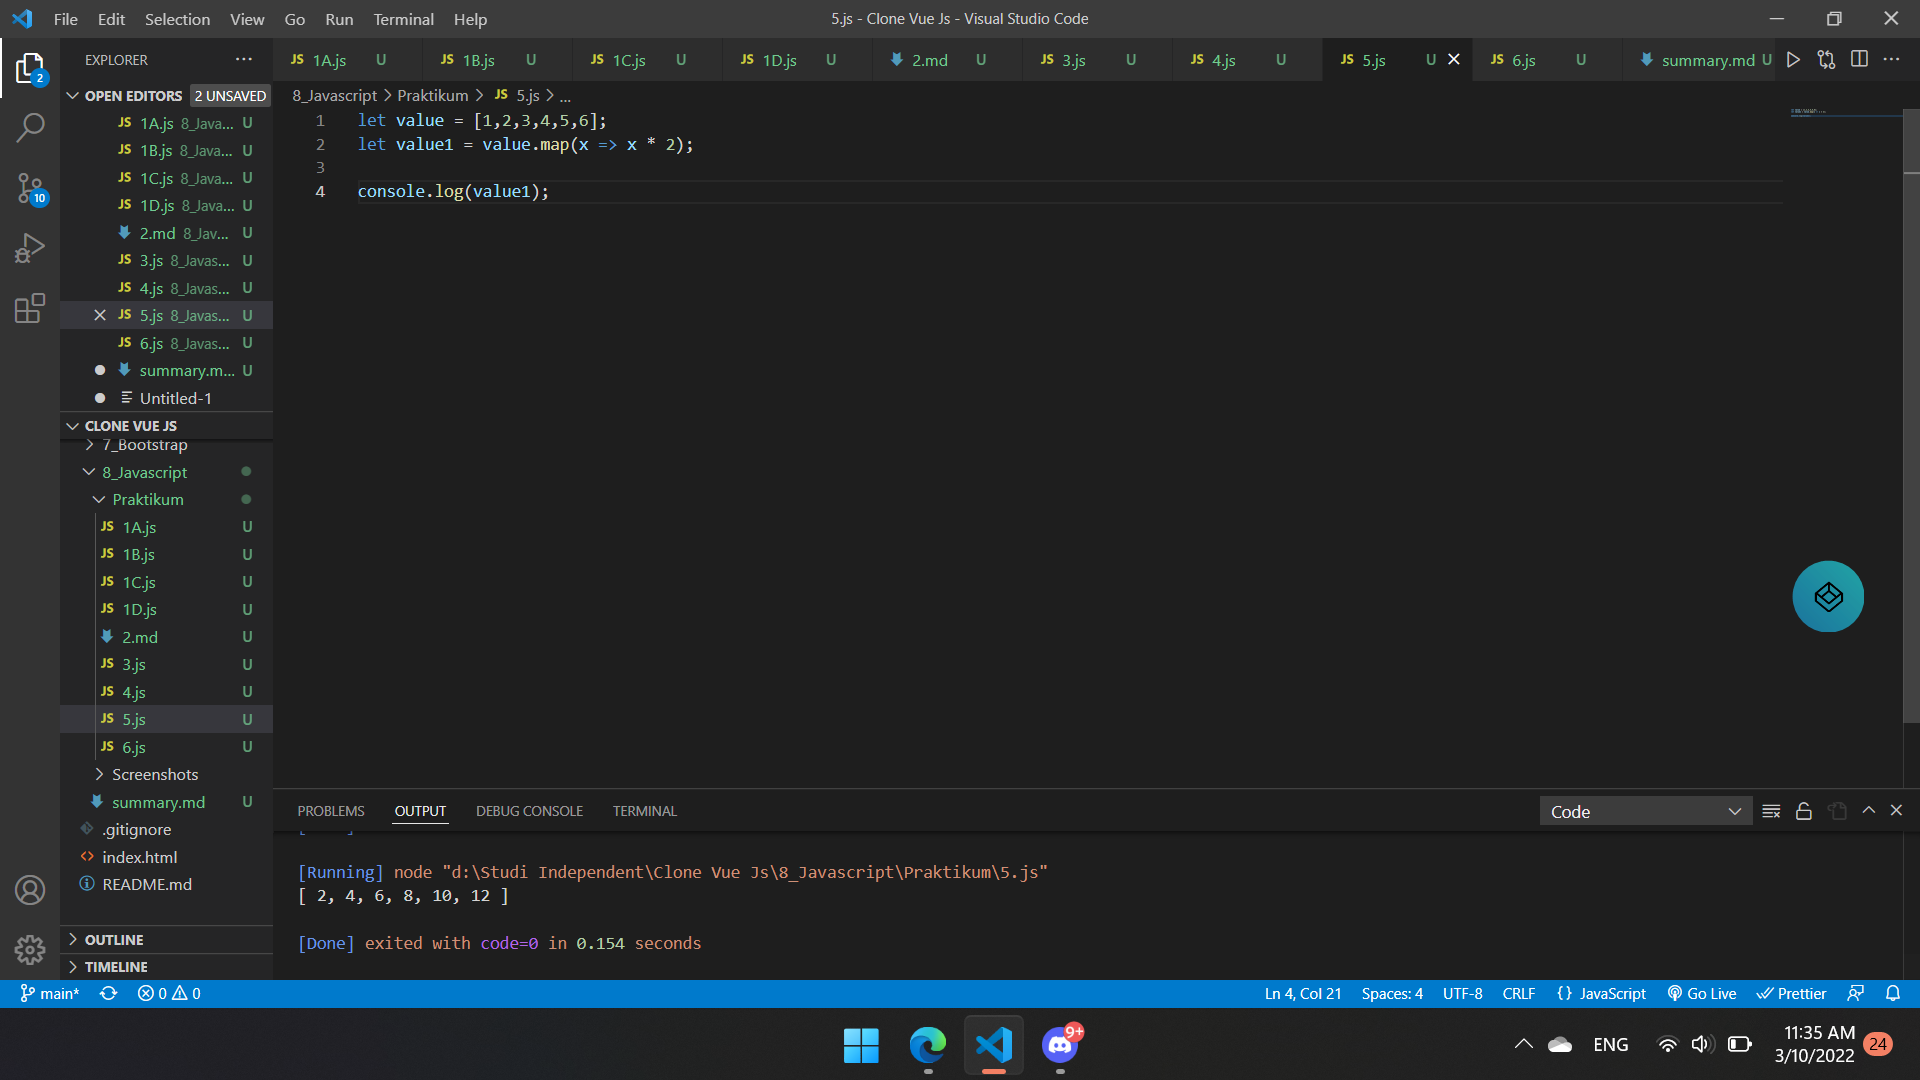 File Edit Selection View Go Run Terminal Help
5.js - Clone Vue Js - Visual Studio Code
EXPLORER
JS 1A.js U
JS 1B.js U
JS 1C.js U
JS 1D.js U
2.md U
JS 3.js U
JS 4.js U
JS 5.js U
JS 6.js U
summary.md U
2
10
OPEN EDITORS 2 UNSAVED
JS 1A.js 8_Java... U
JS 1B.js 8_Java... U
JS 1C.js 8_Java... U
JS 1D.js 8_Java... U
2.md 8_Jav... U
JS 3.js 8_Javas... U
JS 4.js 8_Javas... U
JS 5.js 8_Javas... U
JS 6.js 8_Javas... U
summary.m... U
Untitled-1
CLONE VUE JS
7_Bootstrap
8_Javascript
Praktikum
JS 1A.js U
JS 1B.js U
JS 1C.js U
JS 1D.js U
2.md U
JS 3.js U
JS 4.js U
JS 5.js U
JS 6.js U
Screenshots
summary.md U
.gitignore
index.html
README.md
OUTLINE
TIMELINE
8_Javascript > Praktikum > JS 5.js > ...
1 let value = [1,2,3,4,5,6];
2 let value1 = value.map(x => x * 2);
3
4 console.log(value1);
PROBLEMS OUTPUT DEBUG CONSOLE TERMINAL
Code
[Running] node "d:\Studi Independent\Clone Vue Js\8_Javascript\Praktikum\5.js"
[ 2, 4, 6, 8, 10, 12 ]
[Done] exited with code=0 in 0.154 seconds
main* 0 0
Ln 4, Col 21 Spaces: 4 UTF-8 CRLF {} JavaScript Go Live Prettier
9+
ENG
11:35 AM
3/10/2022
24